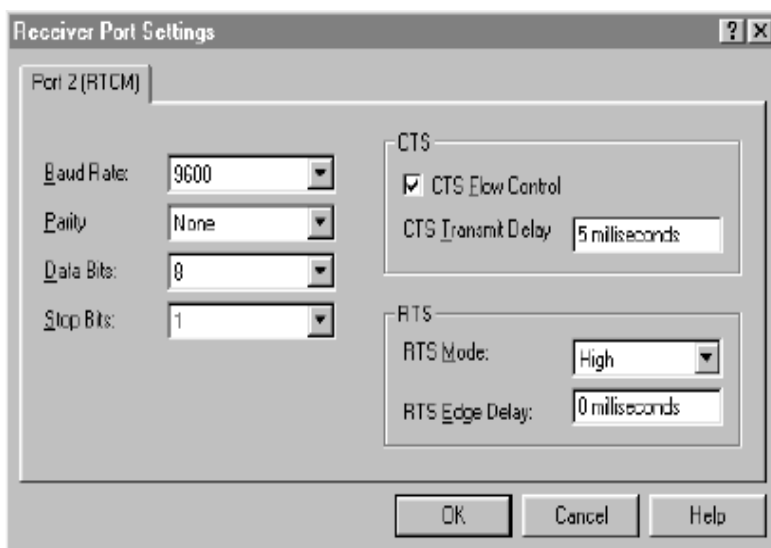 Receiver Port Settings
Port 2 (RTCM)
Baud Rate: 9600
Parity None
Data Bits: 8
Stop Bits: 1
CTS
CTS Flow Control
CTS Transmit Delay 5 miliseconds
RTS
RTS Mode: High
RTS Edge Delay: 0 milliseconds
OK Cancel Help